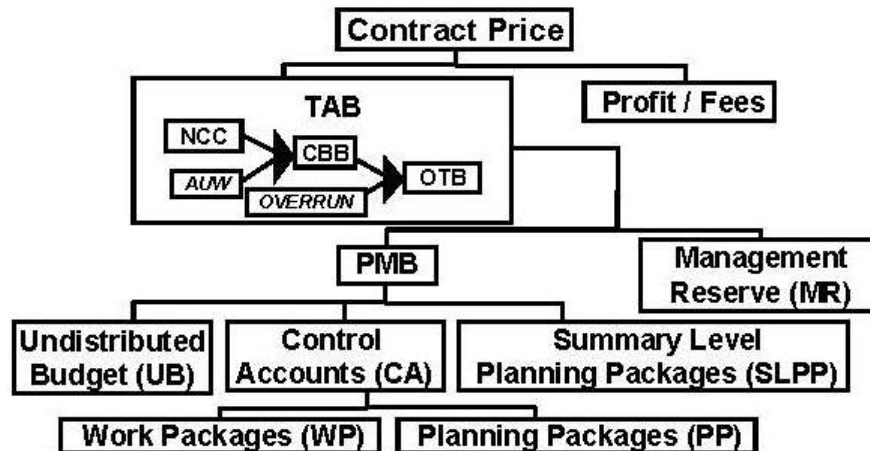 Contract Price
TAB
Profit / Fees
NCC
CBB
AUW
OTB
OVERRUN
PMB
Management
Reserve (MR)
Undistributed
Budget (UB)
Control
Accounts (CA)
Summary Level
Planning Packages (SLPP)
Work Packages (WP)
Planning Packages (PP)